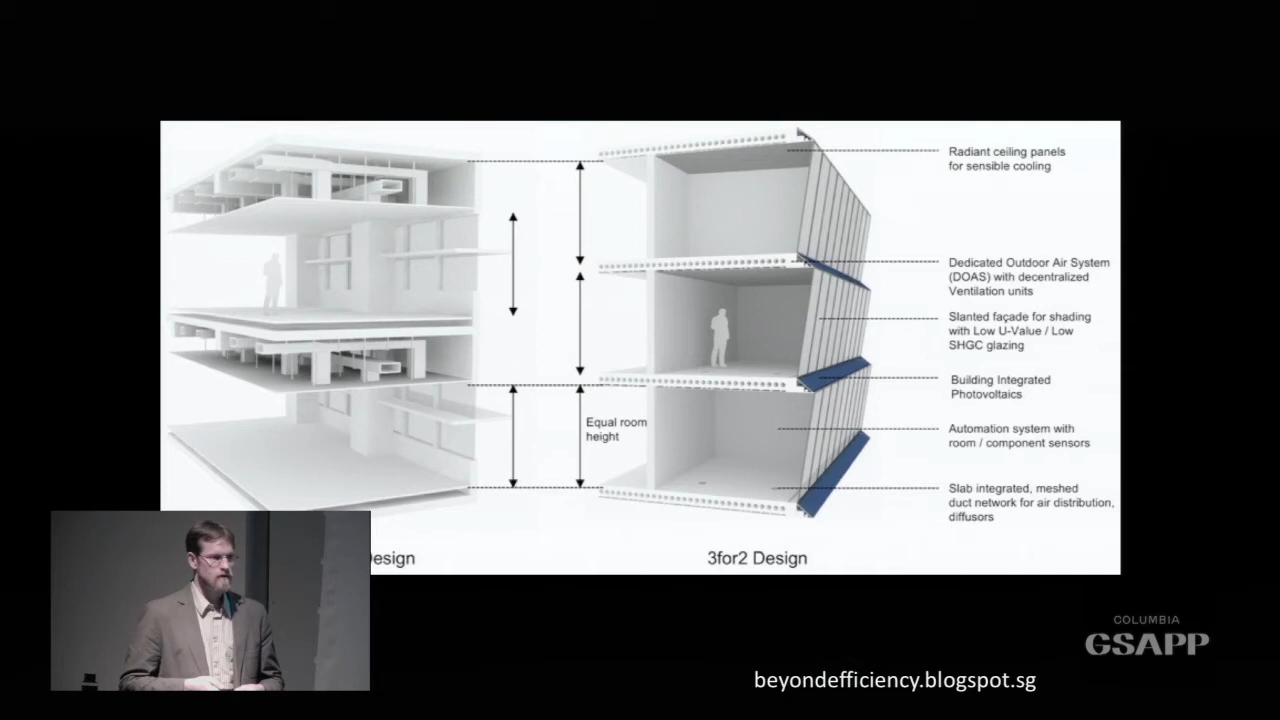 Radiant ceiling panels
for sensible cooling
Dedicated Outdoor Air System
(DOAS) with decentralized
Ventilation units
Slanted façade for shading
with Low U-Value / Low
SHGC glazing
Building Integrated
Photovoltaics
Equal room
height
Automation system with
room / component sensors
Slab integrated, meshed
duct network for air distribution,
diffusors
esign
3for2 Design
COLUMBIA
GSAPP
beyondefficiency.blogspot.sg